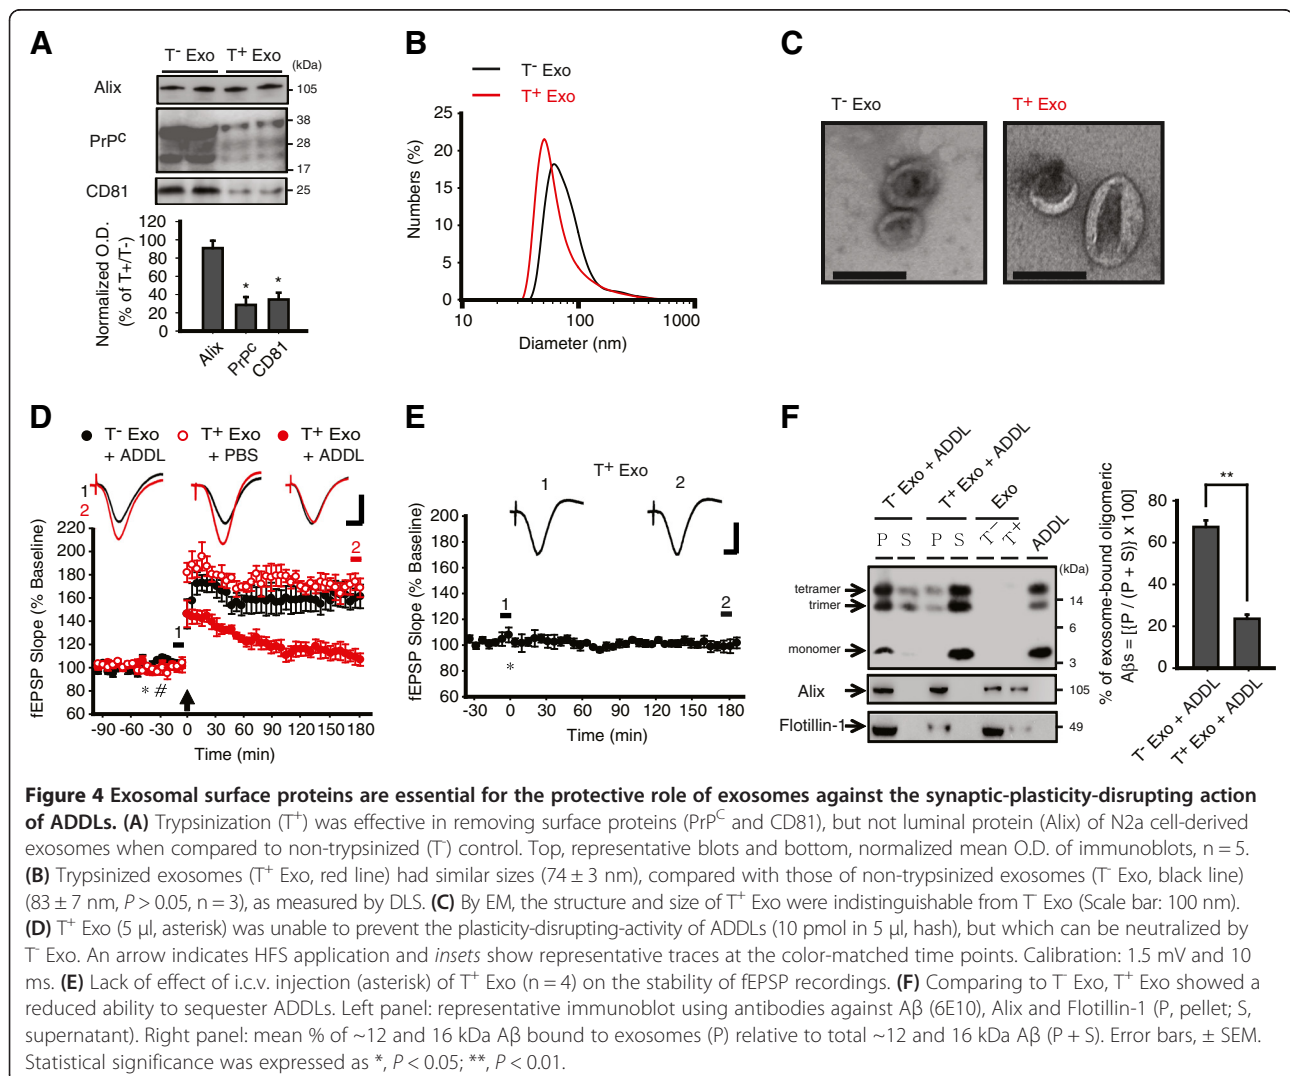 A
T- Exo T+ Exo
(kDa)
Alix
105
PrPC
38
28
17
CD81
25
Normalized O.D.
(% of T+/T-)
120
100
80
60
40
20
0
* *
Alix
PrPC
CD81
B
T- Exo
T+ Exo
Numbers (%)
25
20
15
10
5
0
10 100 1000
Diameter (nm)
C
T- Exo T+ Exo
D
T- Exo + ADDL
T+ Exo + PBS
T+ Exo + ADDL
1
2
fEPSP Slope (% Baseline)
220
200
180
160
140
120
100
80
60
1
2
* #
-90 -60 -30 0 30 60 90 120 150 180
Time (min)
E
T+ Exo
1 2
fEPSP Slope (% Baseline)
200
180
160
140
120
100
80
60
1 2
*
-30 0 30 60 90 120 150 180
Time (min)
F
T- Exo + ADDL
T+ Exo + ADDL
Exo
P S P S T- T+ ADDL
(kDa)
tetramer
trimer
monomer
14
6
3
Alix
105
Flotillin-1
49
% of exosome-bound oligomeric
Aβs = [{P / (P + S)} x 100]
80
60
40
20
0
**
T- Exo + ADDL
T+ Exo + ADDL
Figure 4 Exosomal surface proteins are essential for the protective role of exosomes against the synaptic-plasticity-disrupting action
of ADDLs. (A) Trypsinization (T+) was effective in removing surface proteins (PrPC and CD81), but not luminal protein (Alix) of N2a cell-derived
exosomes when compared to non-trypsinized (T-) control. Top, representative blots and bottom, normalized mean O.D. of immunoblots, n = 5.
(B) Trypsinized exosomes (T+ Exo, red line) had similar sizes (74 ± 3 nm), compared with those of non-trypsinized exosomes (T- Exo, black line)
(83 ± 7 nm, P > 0.05, n = 3), as measured by DLS. (C) By EM, the structure and size of T+ Exo were indistinguishable from T- Exo (Scale bar: 100 nm).
(D) T+ Exo (5 μl, asterisk) was unable to prevent the plasticity-disrupting-activity of ADDLs (10 pmol in 5 μl, hash), but which can be neutralized by
T- Exo. An arrow indicates HFS application and insets show representative traces at the color-matched time points. Calibration: 1.5 mV and 10
ms. (E) Lack of effect of i.c.v. injection (asterisk) of T+ Exo (n = 4) on the stability of fEPSP recordings. (F) Comparing to T- Exo, T+ Exo showed a
reduced ability to sequester ADDLs. Left panel: representative immunoblot using antibodies against Aβ (6E10), Alix and Flotillin-1 (P, pellet; S,
supernatant). Right panel: mean % of ~12 and 16 kDa Aβ bound to exosomes (P) relative to total ~12 and 16 kDa Aβ (P + S). Error bars, ± SEM.
Statistical significance was expressed as *, P < 0.05; **, P < 0.01.